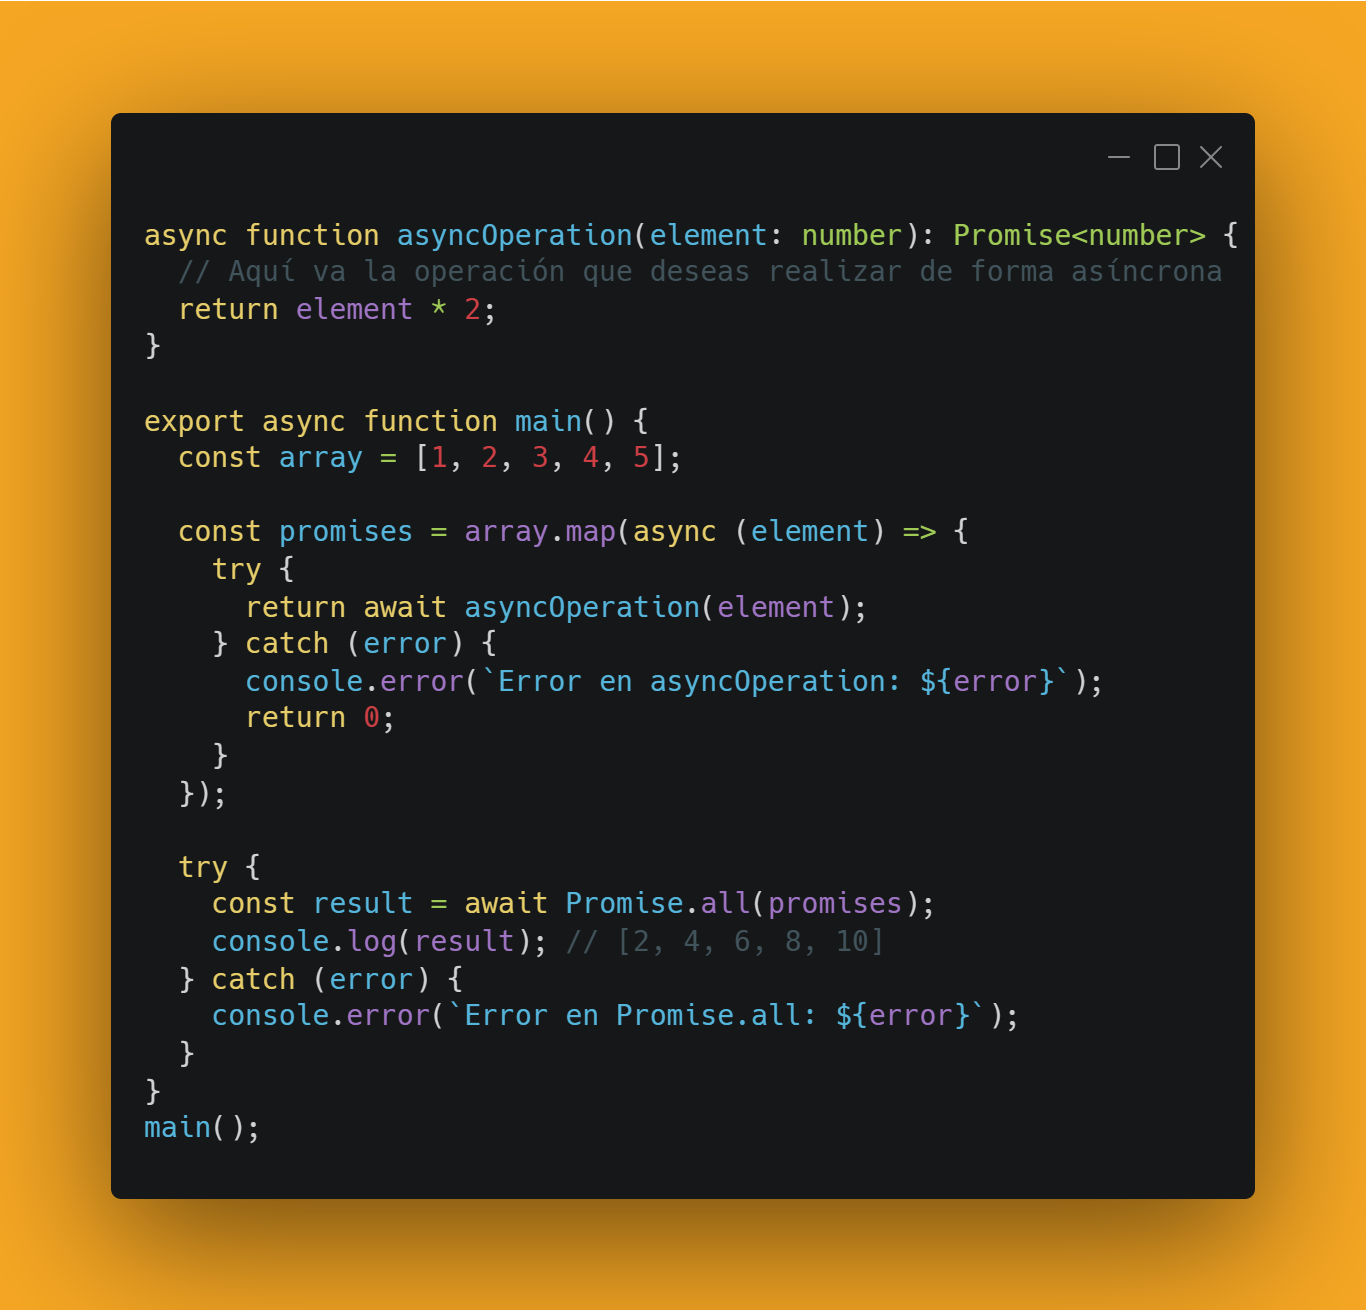 async function asyncOperation(element: number): Promise<number> {
  // Aquí va la operación que deseas realizar de forma asíncrona
  return element * 2;
}

export async function main() {
  const array = [1, 2, 3, 4, 5];

  const promises = array.map(async (element) => {
    try {
      return await asyncOperation(element);
    } catch (error) {
      console.error(`Error en asyncOperation: ${error}`);
      return 0;
    }
  });

  try {
    const result = await Promise.all(promises);
    console.log(result); // [2, 4, 6, 8, 10]
  } catch (error) {
    console.error(`Error en Promise.all: ${error}`);
  }
}
main();